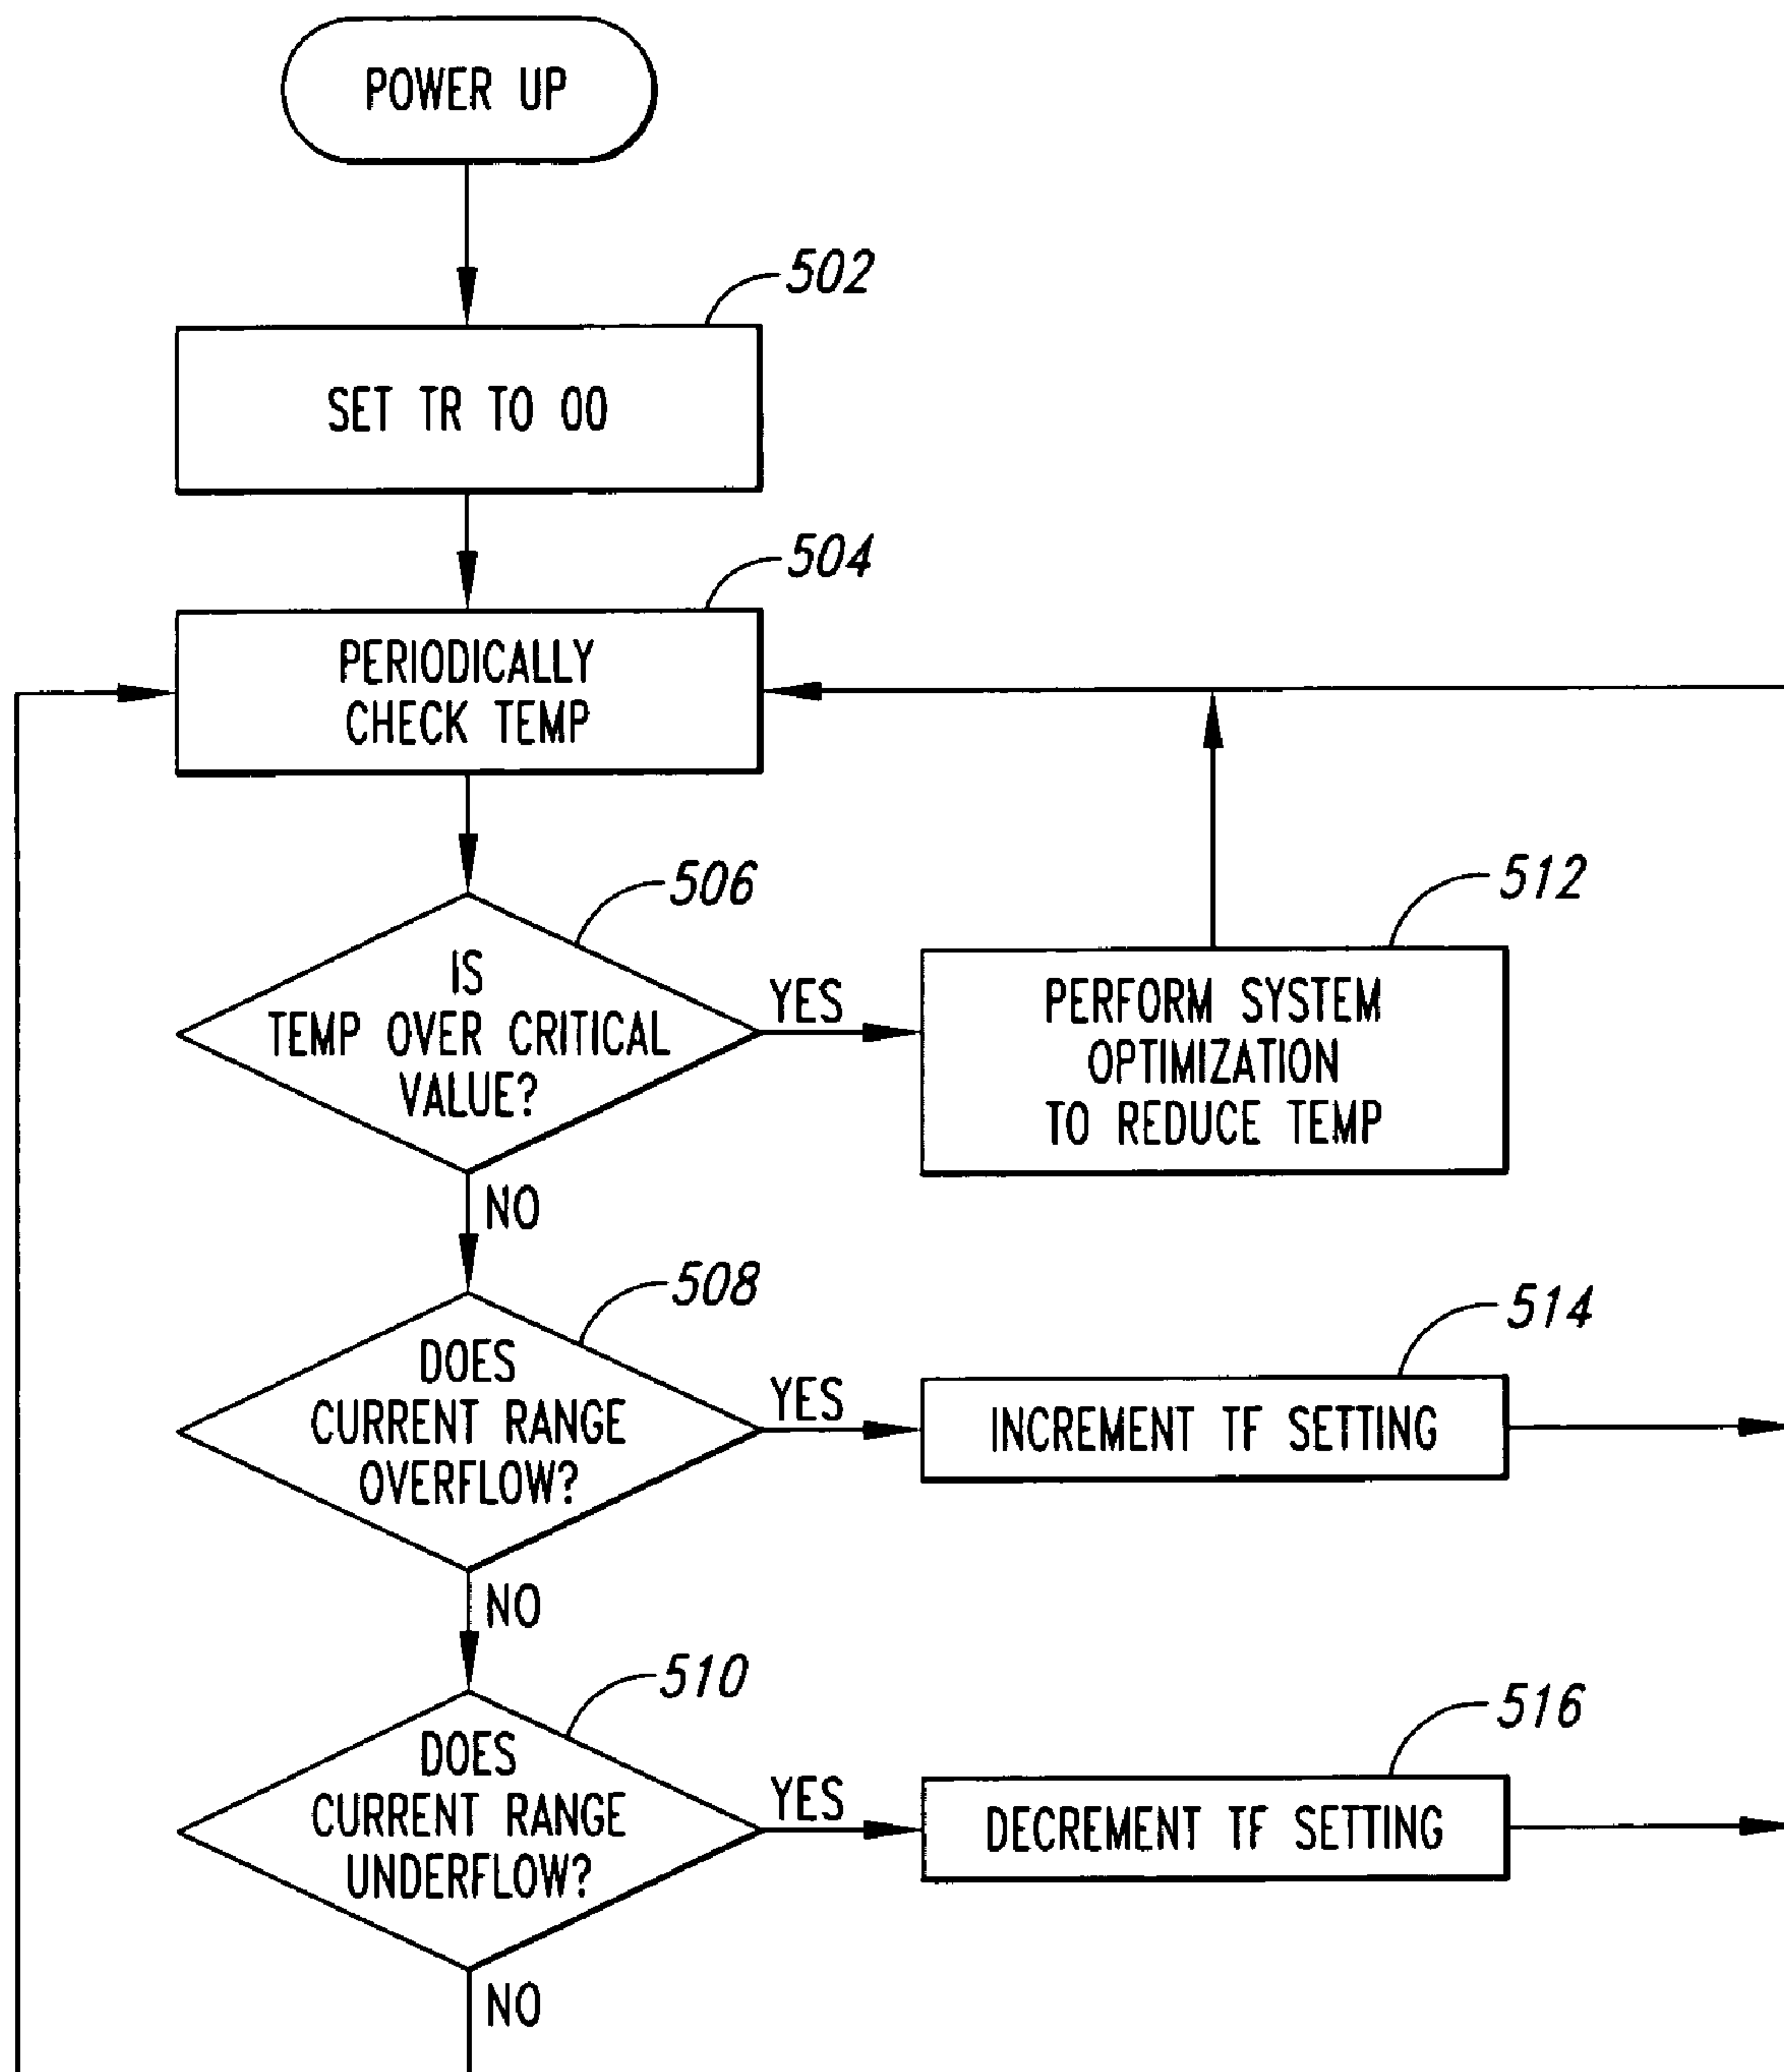 POWER UP
502
SET TR TO 00
504
PERIODICALLY
CHECK TEMP
506
IS
TEMP OVER CRITICAL
VALUE?
YES
512
PERFORM SYSTEM
OPTIMIZATION
TO REDUCE TEMP
NO
508
DOES
CURRENT RANGE
OVERFLOW?
YES
514
INCREMENT TF SETTING
NO
510
DOES
CURRENT RANGE
UNDERFLOW?
YES
516
DECREMENT TF SETTING
NO